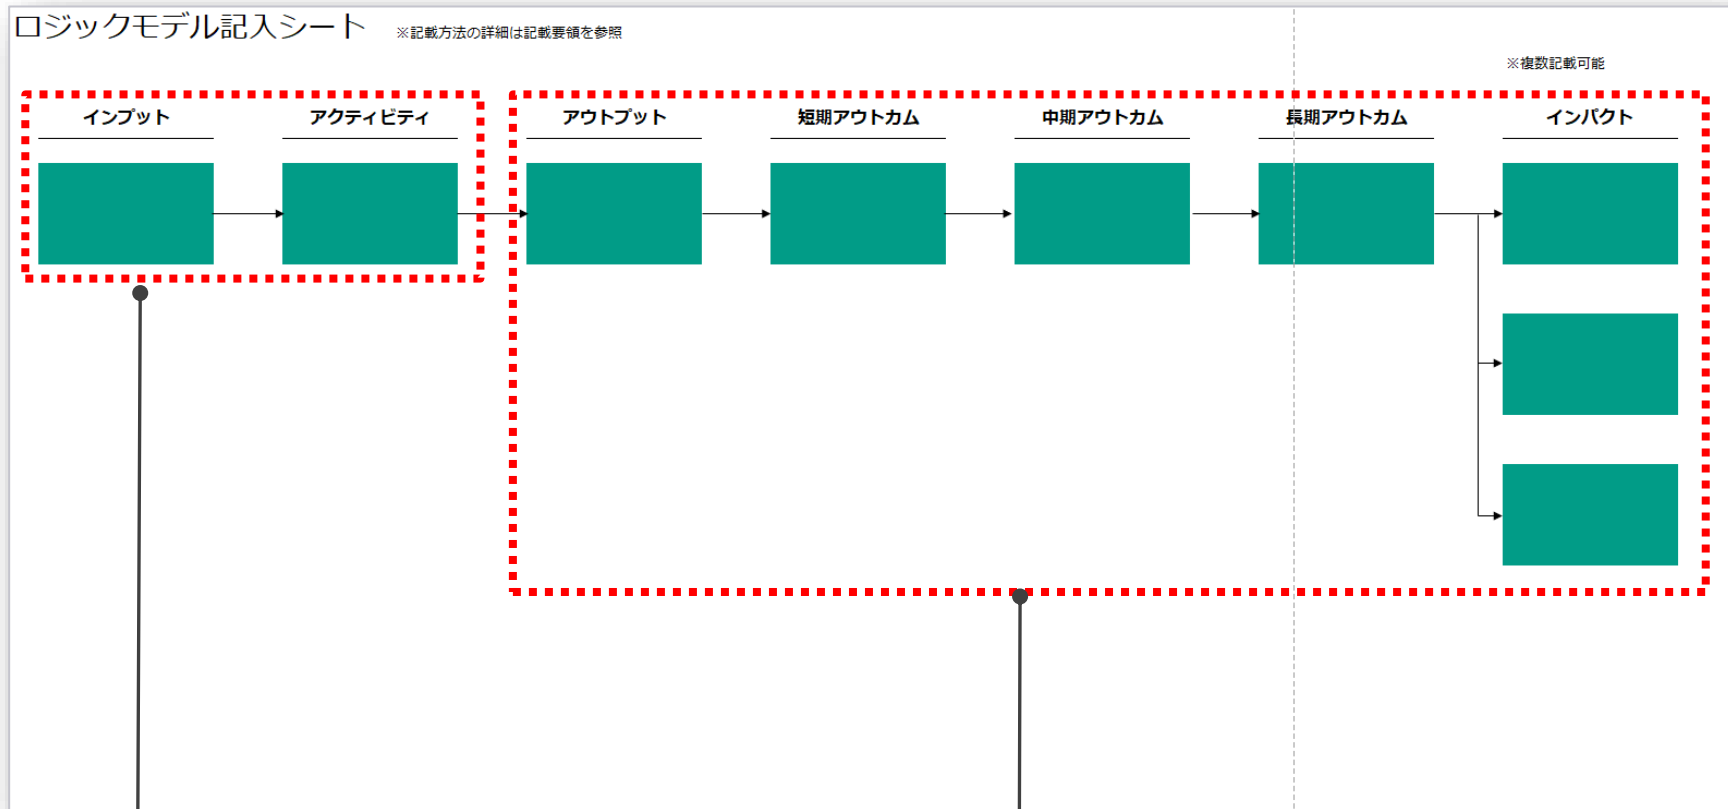 ロジックモデル記入シート ※記載方法の詳細は記載要領を参照
※複数記載可能
インプット アクティビティ アウトプット 短期アウトカム 中期アウトカム 長期アウトカム インパクト